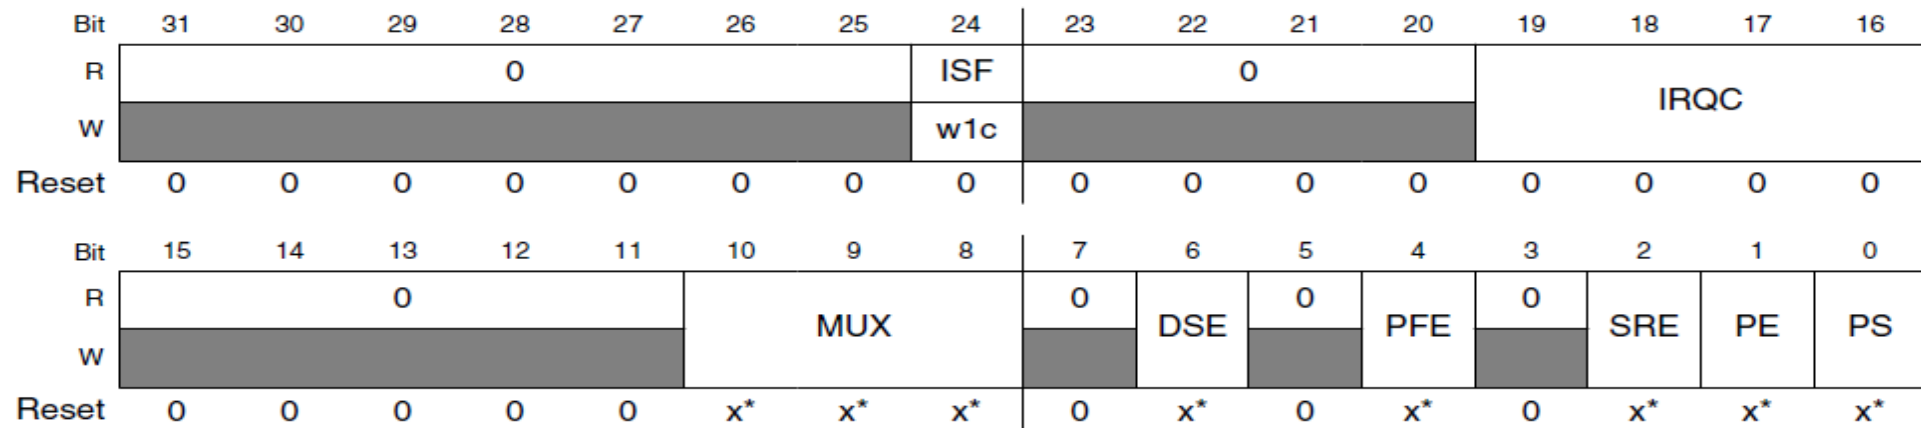 Bit 31 30 29 28 27 26 25 24 23 22 21 20 19 18 17 16
R 0 ISF 0 IRQC
W w1c
Reset 0 0 0 0 0 0 0 0 0 0 0 0 0 0 0 0
Bit 15 14 13 12 11 10 9 8 7 6 5 4 3 2 1 0
R 0 MUX 0 DSE 0 PFE 0 SRE PE PS
W
Reset 0 0 0 0 0 x* x* x* 0 x* 0 x* 0 x* x* x*